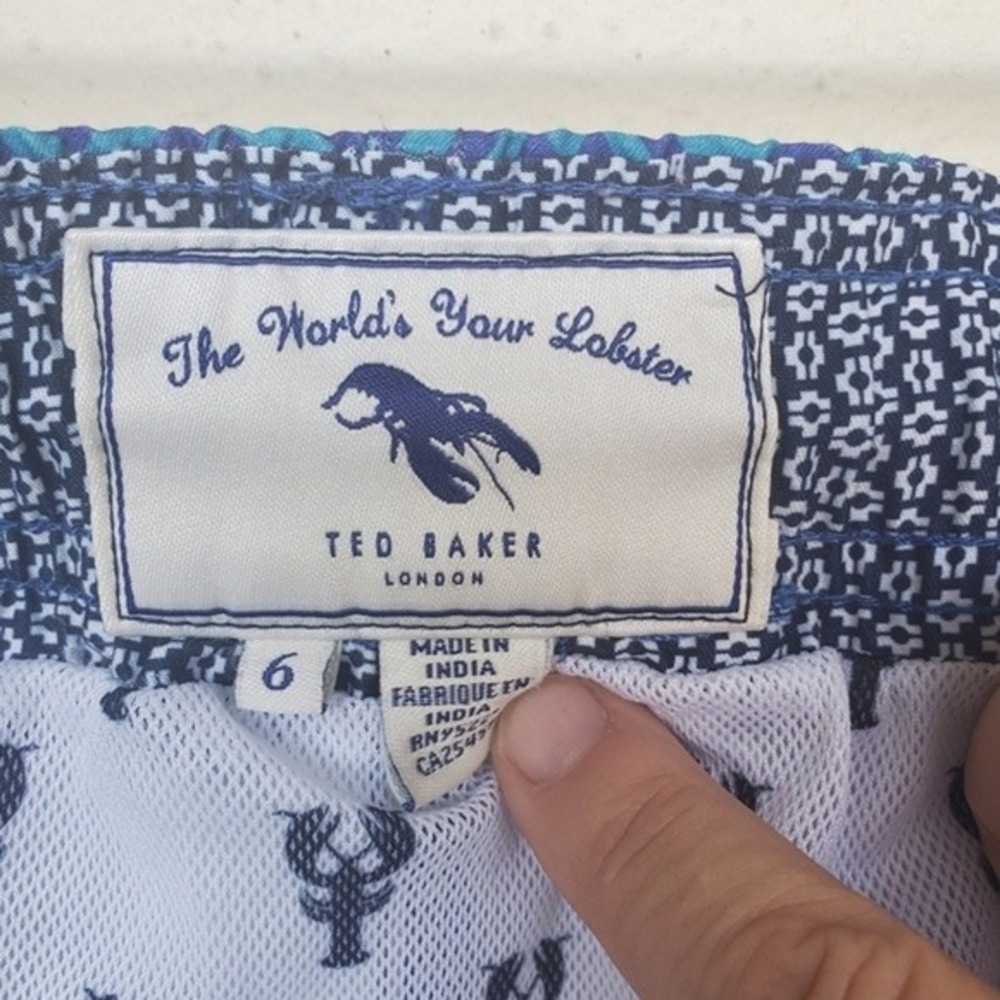 The World's Your Lobster
TED BAKER
LONDON
6
MADE IN
INDIA
FABRIQUE EN
INDIA